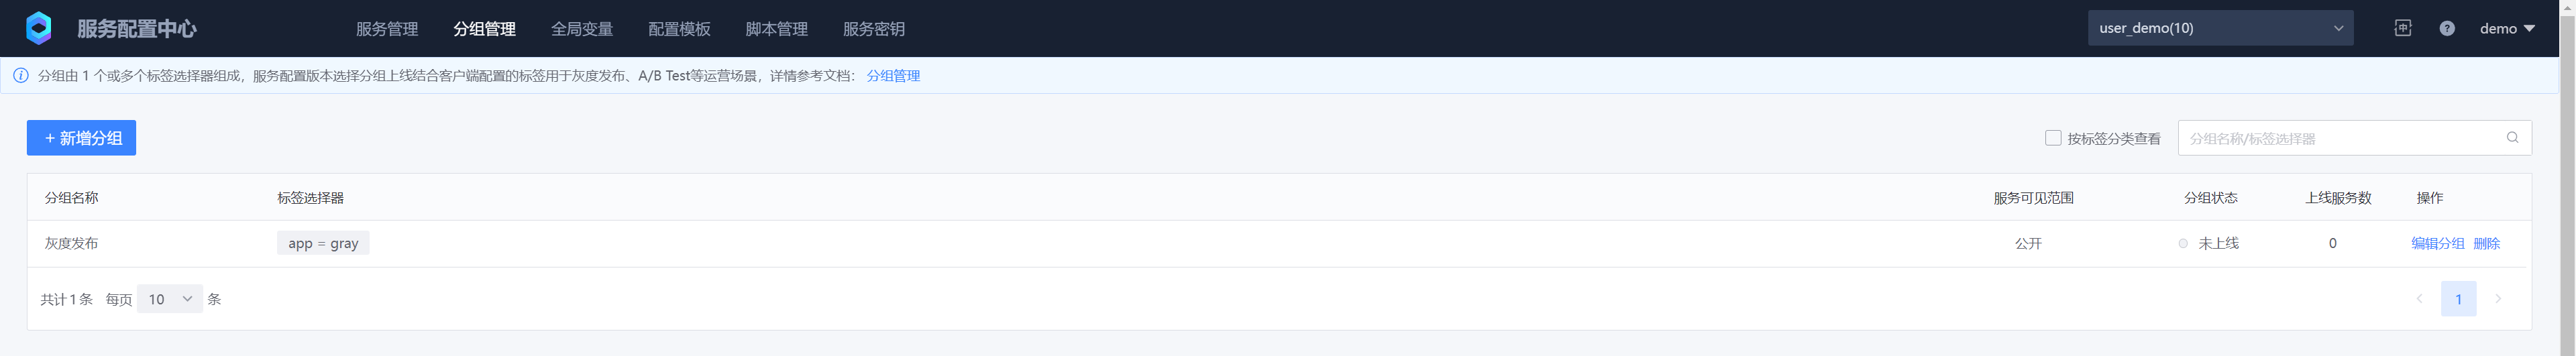 服务配置中心 服务管理 分组管理 全局变量 配置模板 脚本管理 服务密钥 user_demo(10) 中 ? demo
分组由 1 个或多个标签选择器组成，服务配置版本选择分组上线结合客户端配置的标签用于灰度发布、A/B Test等运营场景，详情参考文档： 分组管理
+ 新增分组 按标签分类查看 分组名称/标签选择器
分组名称 标签选择器 服务可见范围 分组状态 上线服务数 操作
灰度发布 app = gray 公开 未上线 0 编辑分组 删除
共计 1 条 每页 10 条 1